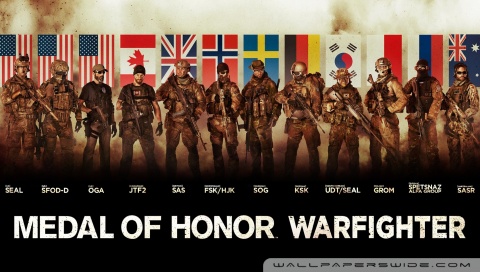 SEAL SFOD-D OGA JTF2 SAS FSK/HJK SOG KSK UDT/SEAL GROM SPETSNAZ SASR
ALFA GROUP
MEDAL OF HONOR WARFIGHTER
WALLPAPERSWIDE.COM